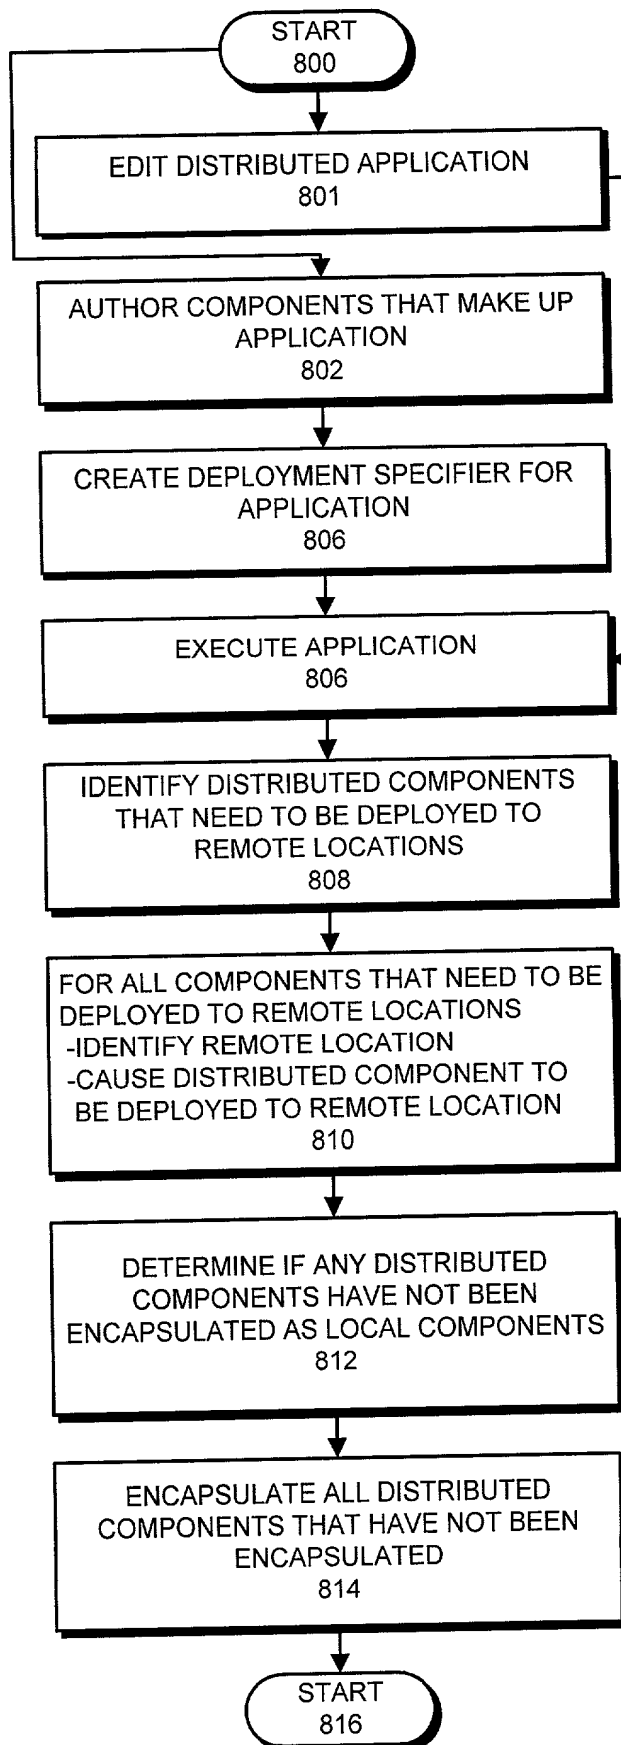 START
800
EDIT DISTRIBUTED APPLICATION
801
AUTHOR COMPONENTS THAT MAKE UP
APPLICATION
802
CREATE DEPLOYMENT SPECIFIER FOR
APPLICATION
806
EXECUTE APPLICATION
806
IDENTIFY DISTRIBUTED COMPONENTS
THAT NEED TO BE DEPLOYED TO
REMOTE LOCATIONS
808
FOR ALL COMPONENTS THAT NEED TO BE
DEPLOYED TO REMOTE LOCATIONS
-IDENTIFY REMOTE LOCATION
-CAUSE DISTRIBUTED COMPONENT TO
BE DEPLOYED TO REMOTE LOCATION
810
DETERMINE IF ANY DISTRIBUTED
COMPONENTS HAVE NOT BEEN
ENCAPSULATED AS LOCAL COMPONENTS
812
ENCAPSULATE ALL DISTRIBUTED
COMPONENTS THAT HAVE NOT BEEN
ENCAPSULATED
814
START
816